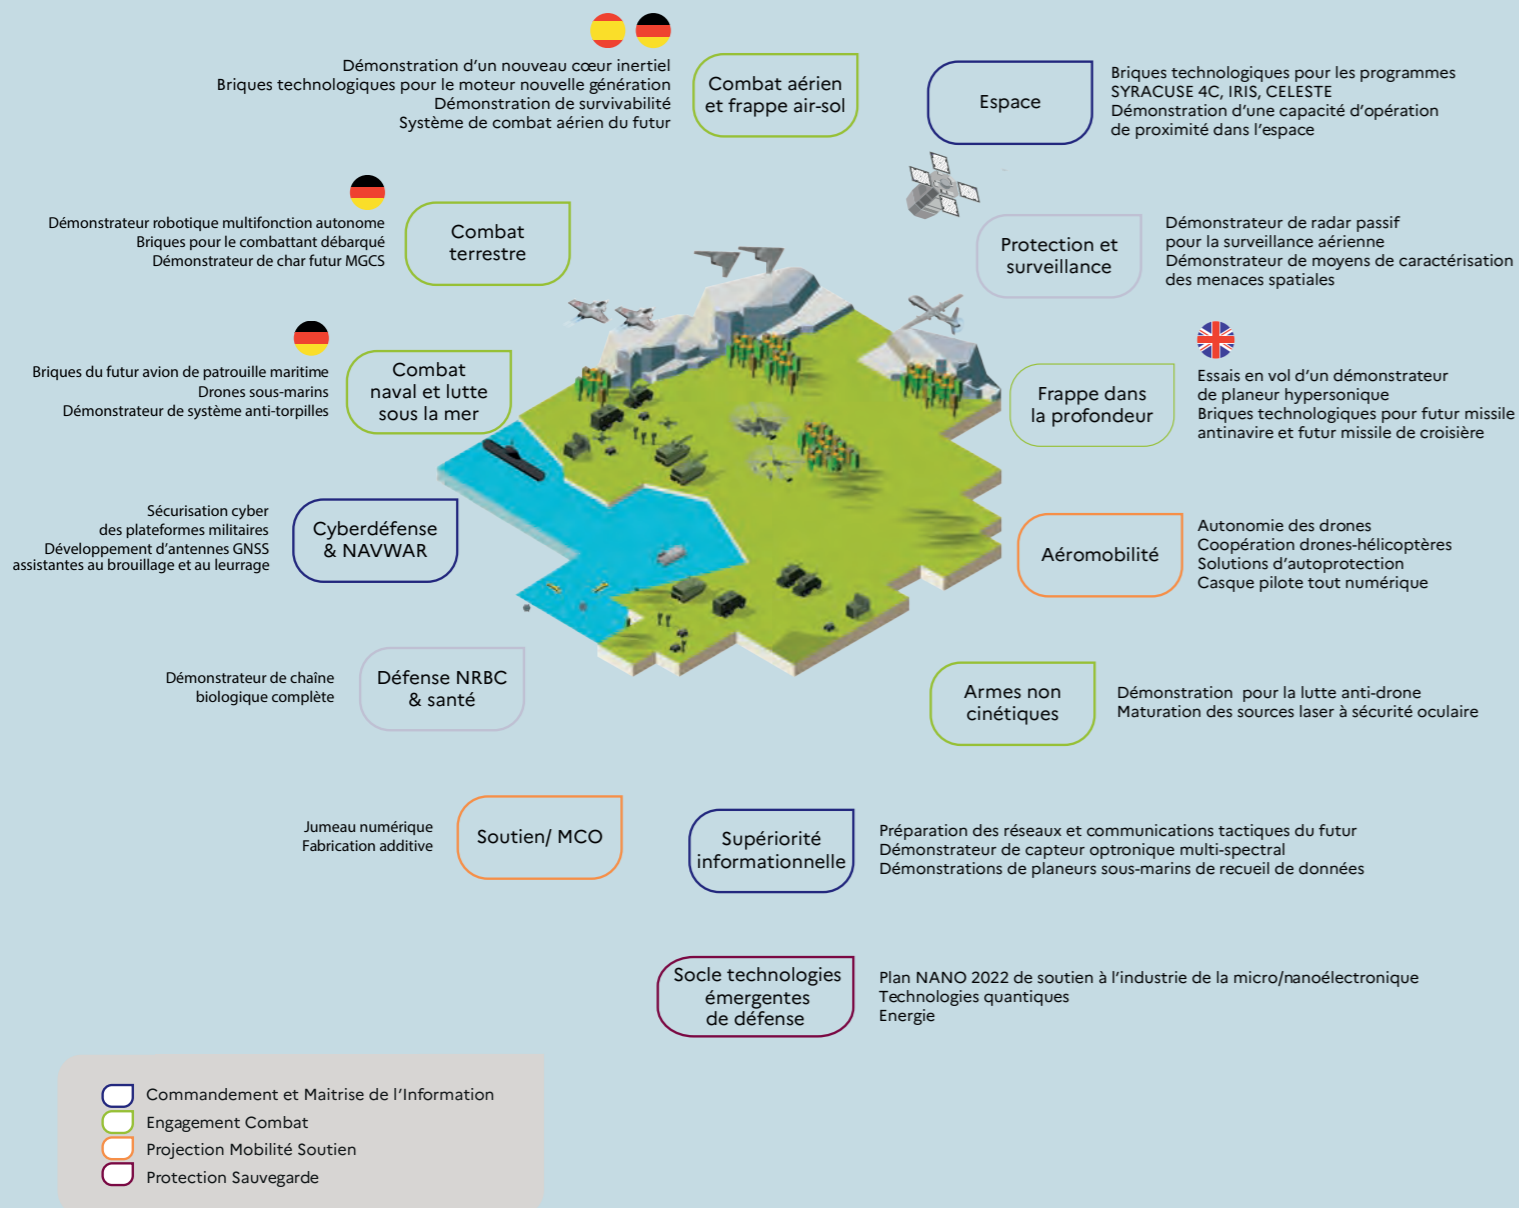 Démonstration d'un nouveau cœur inertiel
Briques technologiques pour le moteur nouvelle génération
Démonstration de survivabilité
Système de combat aérien du futur
Combat aérien
et frappe air-sol
Espace
Briques technologiques pour les programmes
SYRACUSE 4C, IRIS, CELESTE
Démonstration d'une capacité d'opération
de proximité dans l'espace
Démonstrateur robotique multifonction autonome
Briques pour le combattant débarqué
Démonstrateur de char futur MGCS
Combat
terrestre
Protection et
surveillance
Démonstrateur de radar passif
pour la surveillance aérienne
Démonstrateur de moyens de caractérisation
des menaces spatiales
Briques du futur avion de patrouille maritime
Drones sous-marins
Démonstrateur de système anti-torpilles
Combat
naval et lutte
sous la mer
Frappe dans
la profondeur
Essais en vol d'un démonstrateur
de planeur hypersonique
Briques technologiques pour futur missile
antinavire et futur missile de croisière
Sécurisation cyber
des plateformes militaires
Développement d'antennes GNSS
assistantes au brouillage et au leurrage
Cyberdéfense
& NAVWAR
Aéromobilité
Autonomie des drones
Coopération drones-hélicoptères
Solutions d'autoprotection
Casque pilote tout numérique
Démonstrateur de chaîne
biologique complète
Défense NRBC
& santé
Armes non
cinétiques
Démonstration pour la lutte anti-drone
Maturation des sources laser à sécurité oculaire
Jumeau numérique
Fabrication additive
Soutien/ MCO
Supériorité
informationnelle
Préparation des réseaux et communications tactiques du futur
Démonstrateur de capteur optronique multi-spectral
Démonstrations de planeurs sous-marins de recueil de données
Socle technologies
émergentes
de défense
Plan NANO 2022 de soutien à l'industrie de la micro/nanoélectronique
Technologies quantiques
Energie
Commandement et Maitrise de l'Information
Engagement Combat
Projection Mobilité Soutien
Protection Sauvegarde